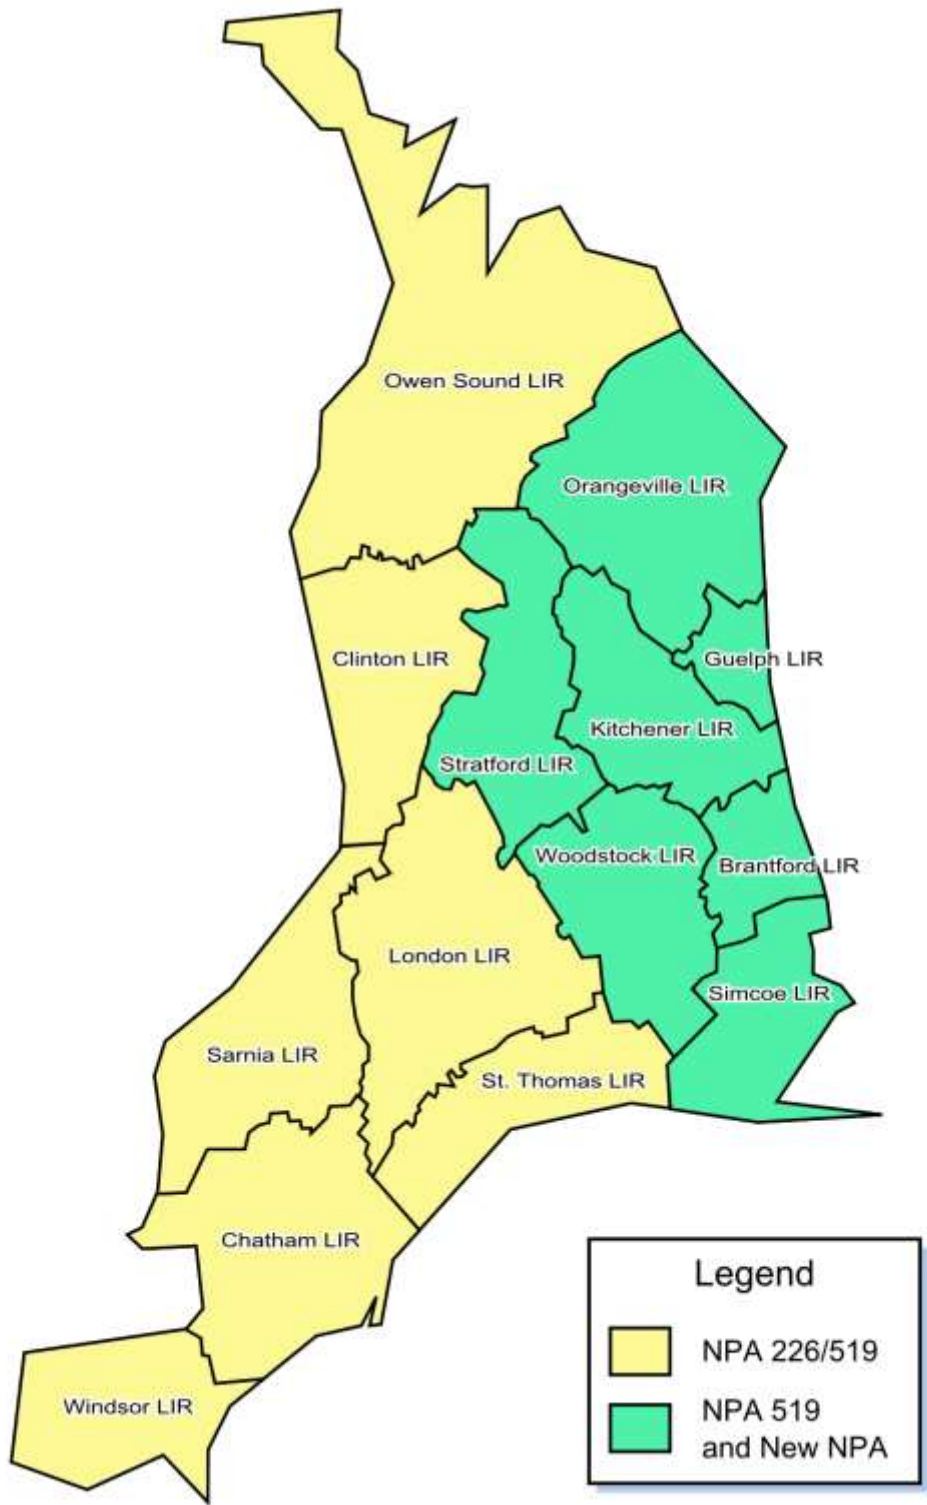 Owen Sound LIR
Orangeville LIR
Clinton LIR
Guelph LIR
Kitchener LIR
Stratford LIR
Woodstock LIR
Brantford LIR
London LIR
Simcoe LIR
Sarnia LIR
St. Thomas LIR
Chatham LIR
Windsor LIR
Legend
NPA 226/519
NPA 519
and New NPA